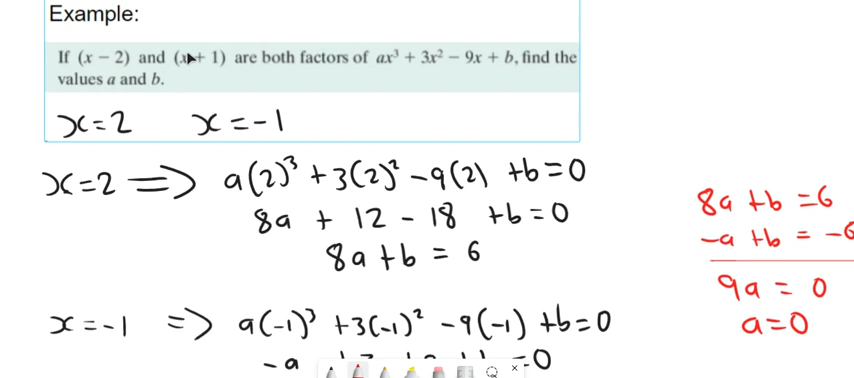 Example:
If (x − 2) and (x + 1) are both factors of ax³ + 3x² − 9x + b, find the
values a and b.
x=2 x=-1
x=2 => a(2)³ +3(2)² -9(2) +b=0
8a + 12 - 18 +b=0
8a +b = 6
x=-1 => a(-1)³ +3(-1)² -9(-1) +b=0
-a =0
8a +b =6
-a +b = -6
9a = 0
a=0